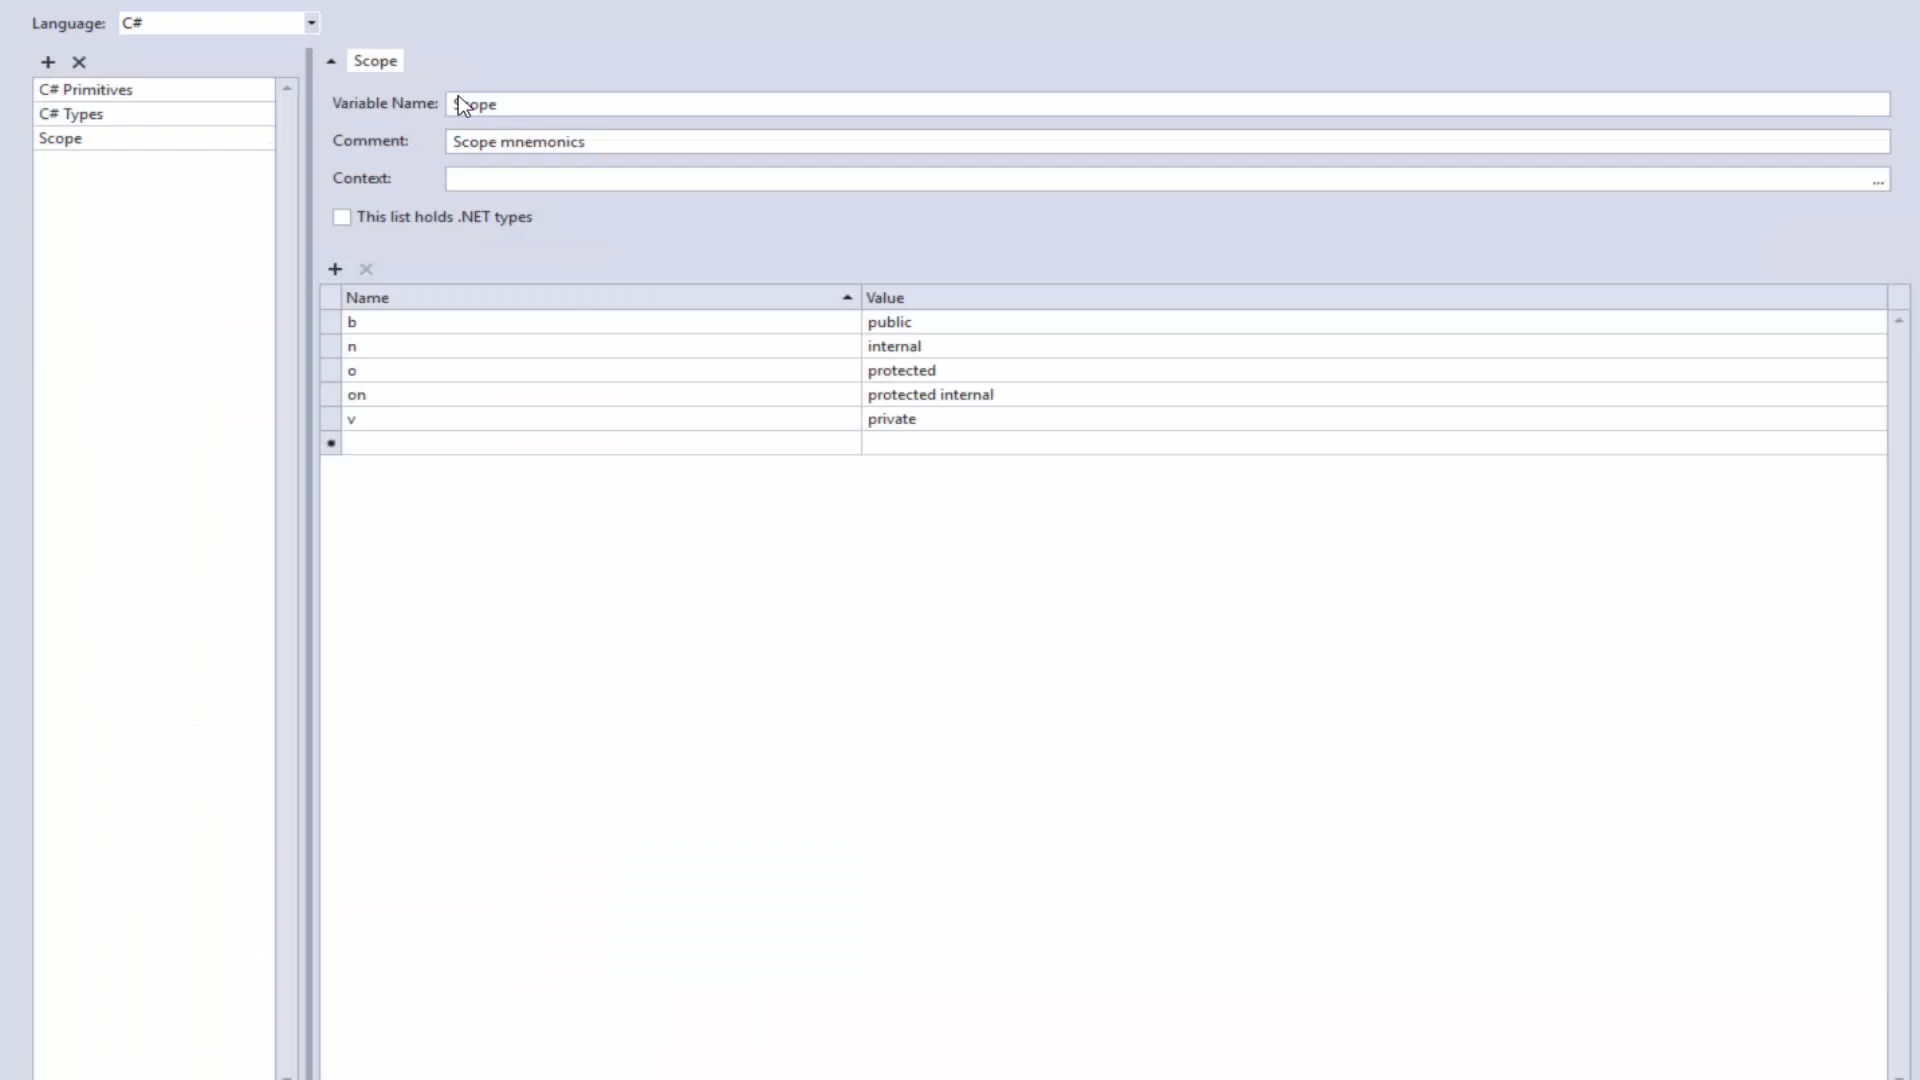 Language: C#
C# Primitives
C# Types
Scope
Scope
Variable Name: Scope
Comment: Scope mnemonics
Context: ...
This list holds .NET types
Name Value
b public
n internal
o protected
on protected internal
v private